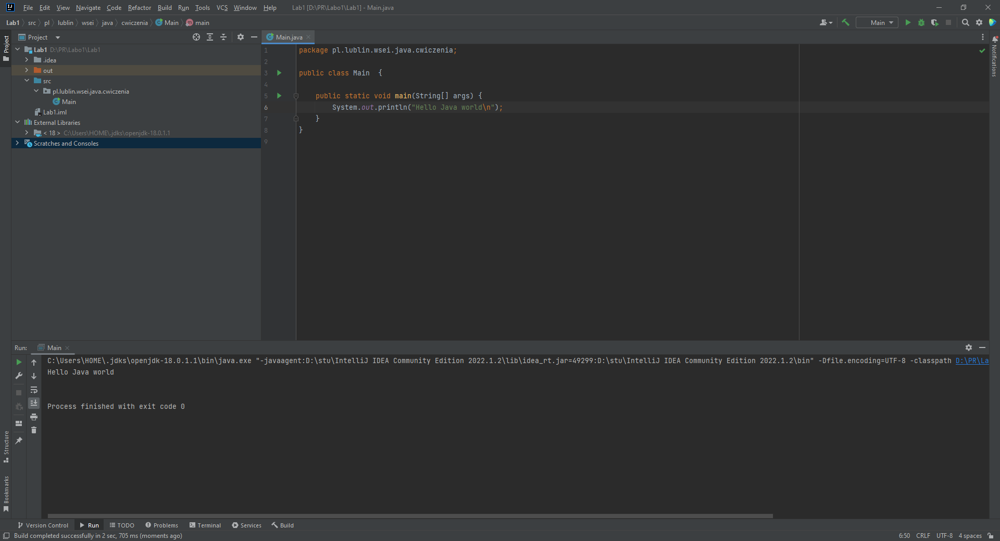 File Edit View Navigate Code Refactor Build Run Tools VCS Window Help Lab1 [D:\PR\Labo1\Lab1] - Main.java
Lab1 src pl lublin wsei java cwiczenia Main main Main
Project
Project
Main.java
Notifications
Lab1 D:\PR\Labo1\Lab1
.idea
out
src
pl.lublin.wsei.java.cwiczenia
Main
Lab1.iml
External Libraries
< 18 > C:\Users\HOME\.jdks\openjdk-18.0.1.1
Scratches and Consoles
1 package pl.lublin.wsei.java.cwiczenia;
2
3 public class Main  {
4
5 public static void main(String[] args) {
6 System.out.println("Hello Java world\n");
7 }
8 }
9
Run: Main
C:\Users\HOME\.jdks\openjdk-18.0.1.1\bin\java.exe "-javaagent:D:\stu\IntelliJ IDEA Community Edition 2022.1.2\lib\idea_rt.jar=49299:D:\stu\IntelliJ IDEA Community Edition 2022.1.2\bin" -Dfile.encoding=UTF-8 -classpath D:\PR\La
Hello Java world
Process finished with exit code 0
Structure
Bookmarks
Version Control Run TODO Problems Terminal Services Build
Build completed successfully in 2 sec, 705 ms (moments ago) 6:50 CRLF UTF-8 4 spaces